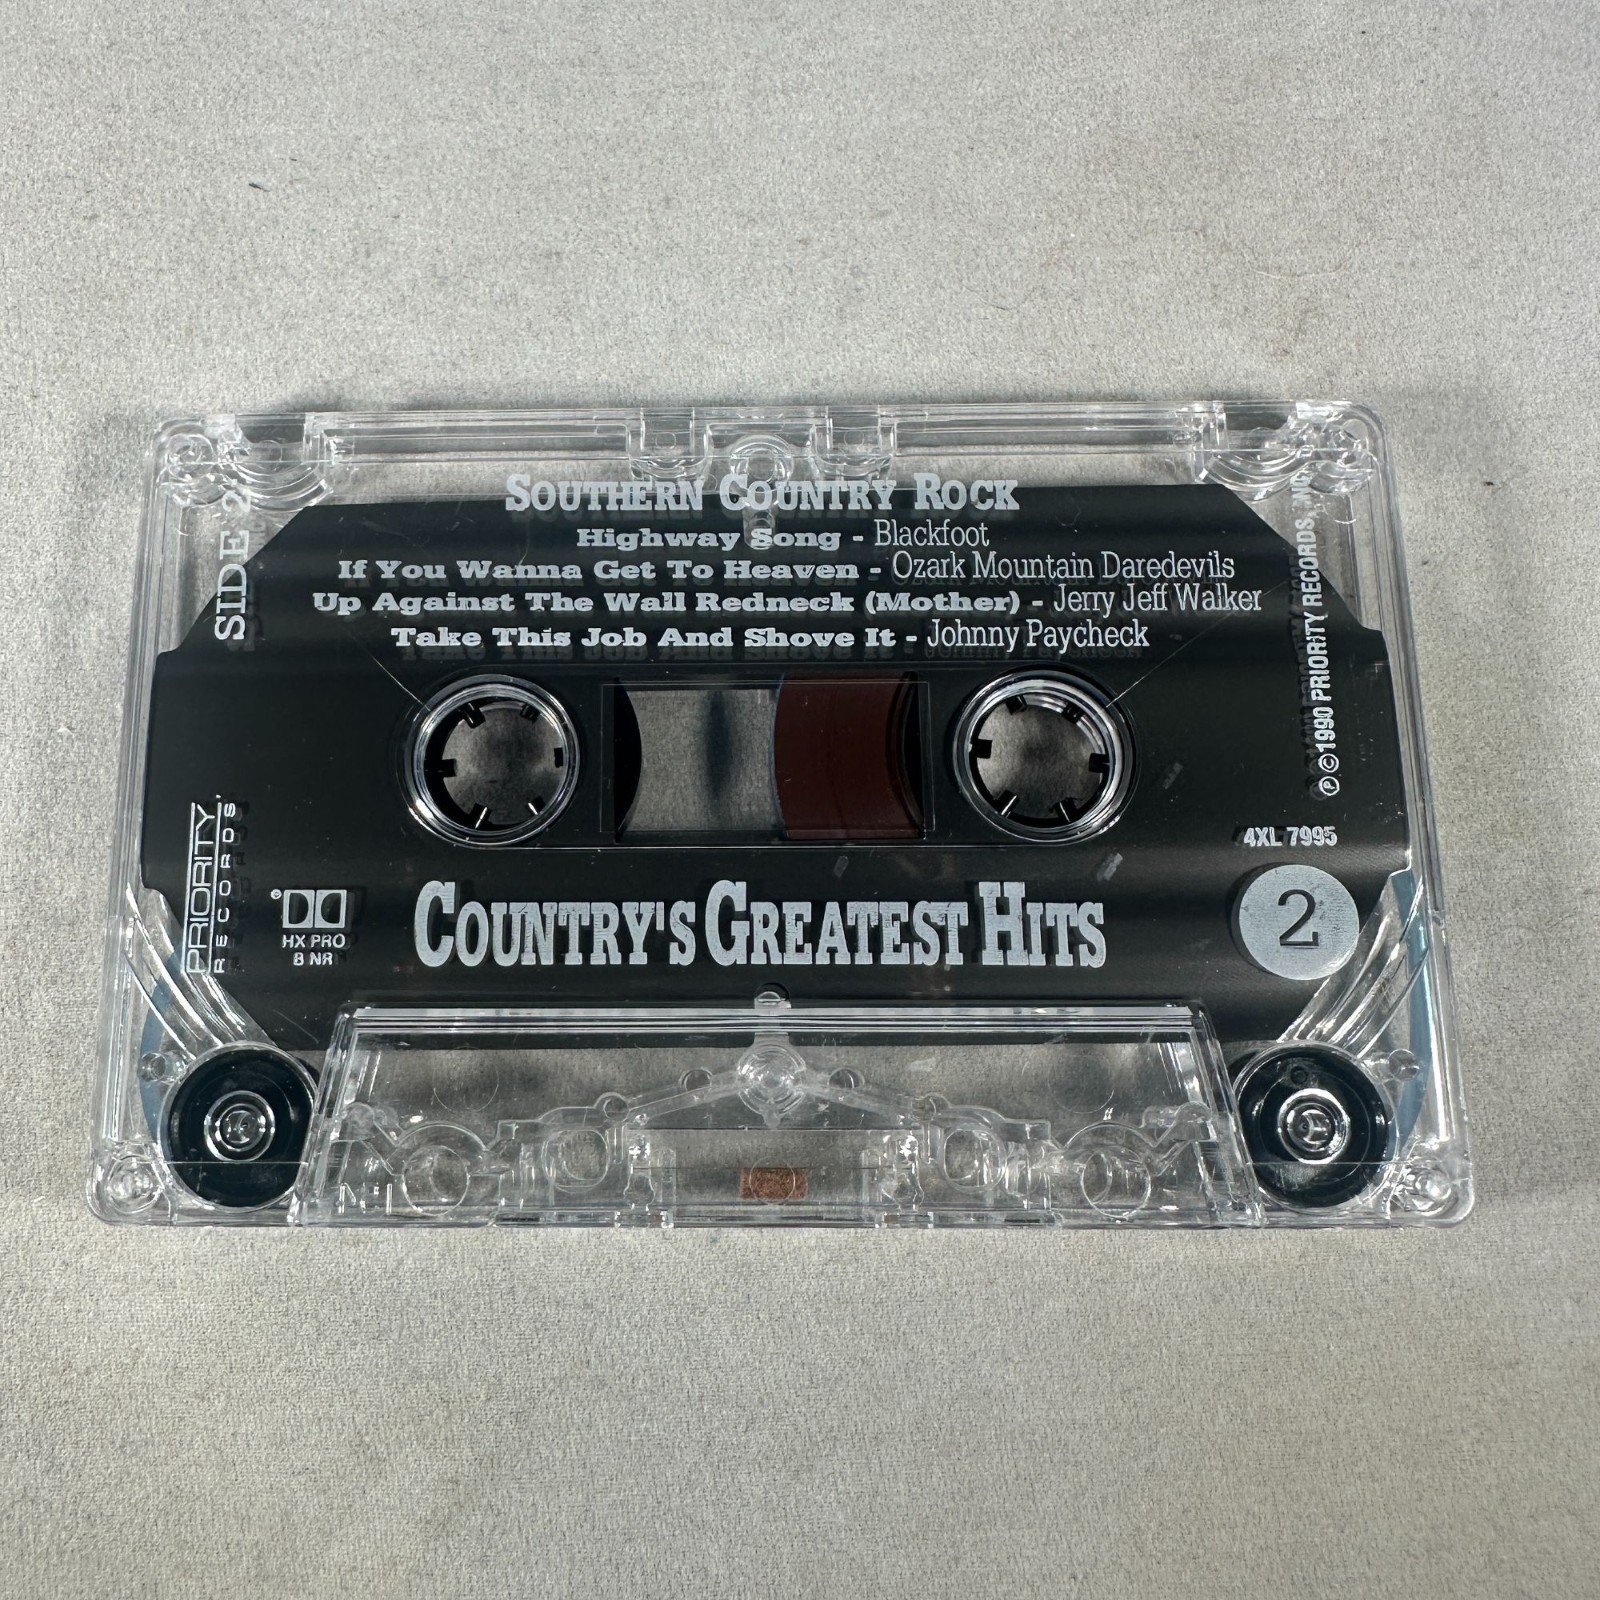 SOUTHERN COUNTRY ROCK
Highway Song - Blackfoot
If You Wanna Get To Heaven - Ozark Mountain Daredevils
Up Against The Wall Redneck (Mother) - Jerry Jeff Walker
Take This Job And Shove It - Johnny Paycheck
SIDE 2
℗©1990 PRIORITY RECORDS, INC.
4XL 7995
PRIORITY
RECORDS
HX PRO
B NR
COUNTRY'S GREATEST HITS
2